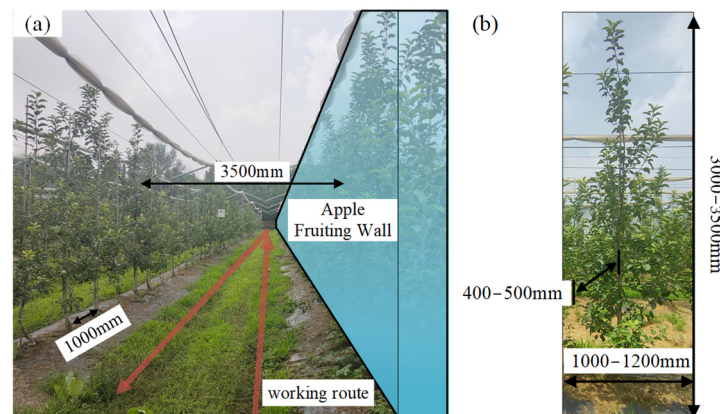 (a)
3500mm
Apple
Fruiting Wall
1000mm
working route
(b)
3000-3500mm
400-500mm
1000-1200mm